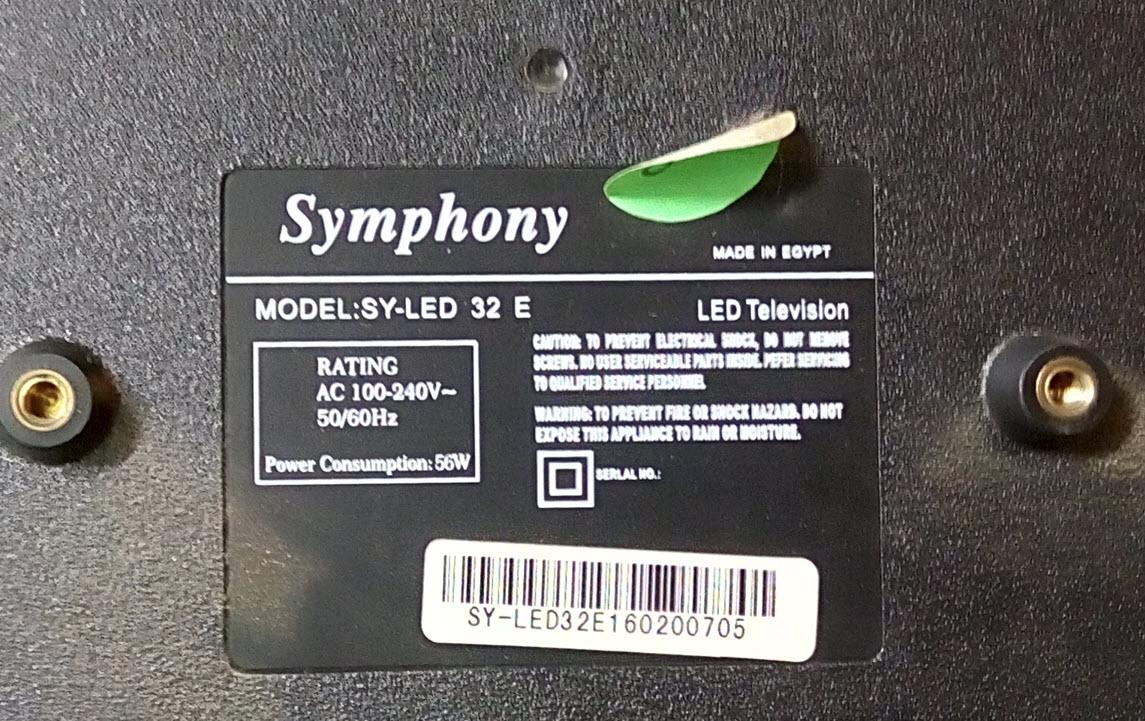 Symphony
MADE IN EGYPT
MODEL:SY-LED 32 E
LED Television
RATING
AC 100-240V~
50/60Hz
Power Consumption: 56W
CAUTION: TO PREVENT ELECTRICAL SHOCK, DO NOT REMOVE
SCREWS. NO USER SERVICEABLE PARTS INSIDE. PEFER SERVICING
TO QUALIFIED SERVICE PERSONNEL
WARNING: TO PREVENT FIRE OR SHOCK HAZARD. DO NOT
EXPOSE THIS APPLIANCE TO RAIN OR MOISTURE.
SERLAL NO.:
SY-LED32E160200705